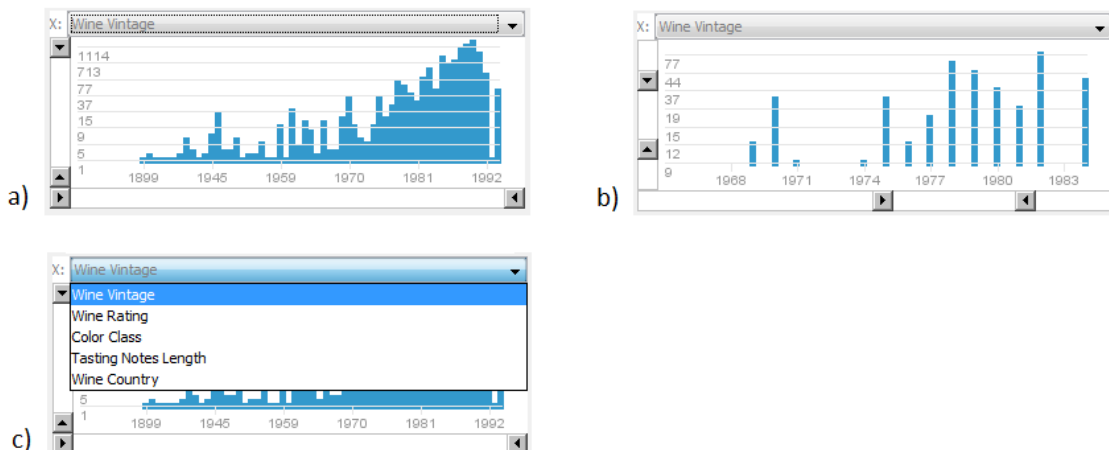 X: Wine Vintage
1114
713
77
37
15
9
5
1
1899 1945 1959 1970 1981 1992
a)
X: Wine Vintage
77
44
37
19
15
12
9
1968 1971 1974 1977 1980 1983
b)
X: Wine Vintage
Wine Vintage
Wine Rating
Color Class
Tasting Notes Length
Wine Country
5
1
1899 1945 1959 1970 1981 1992
c)